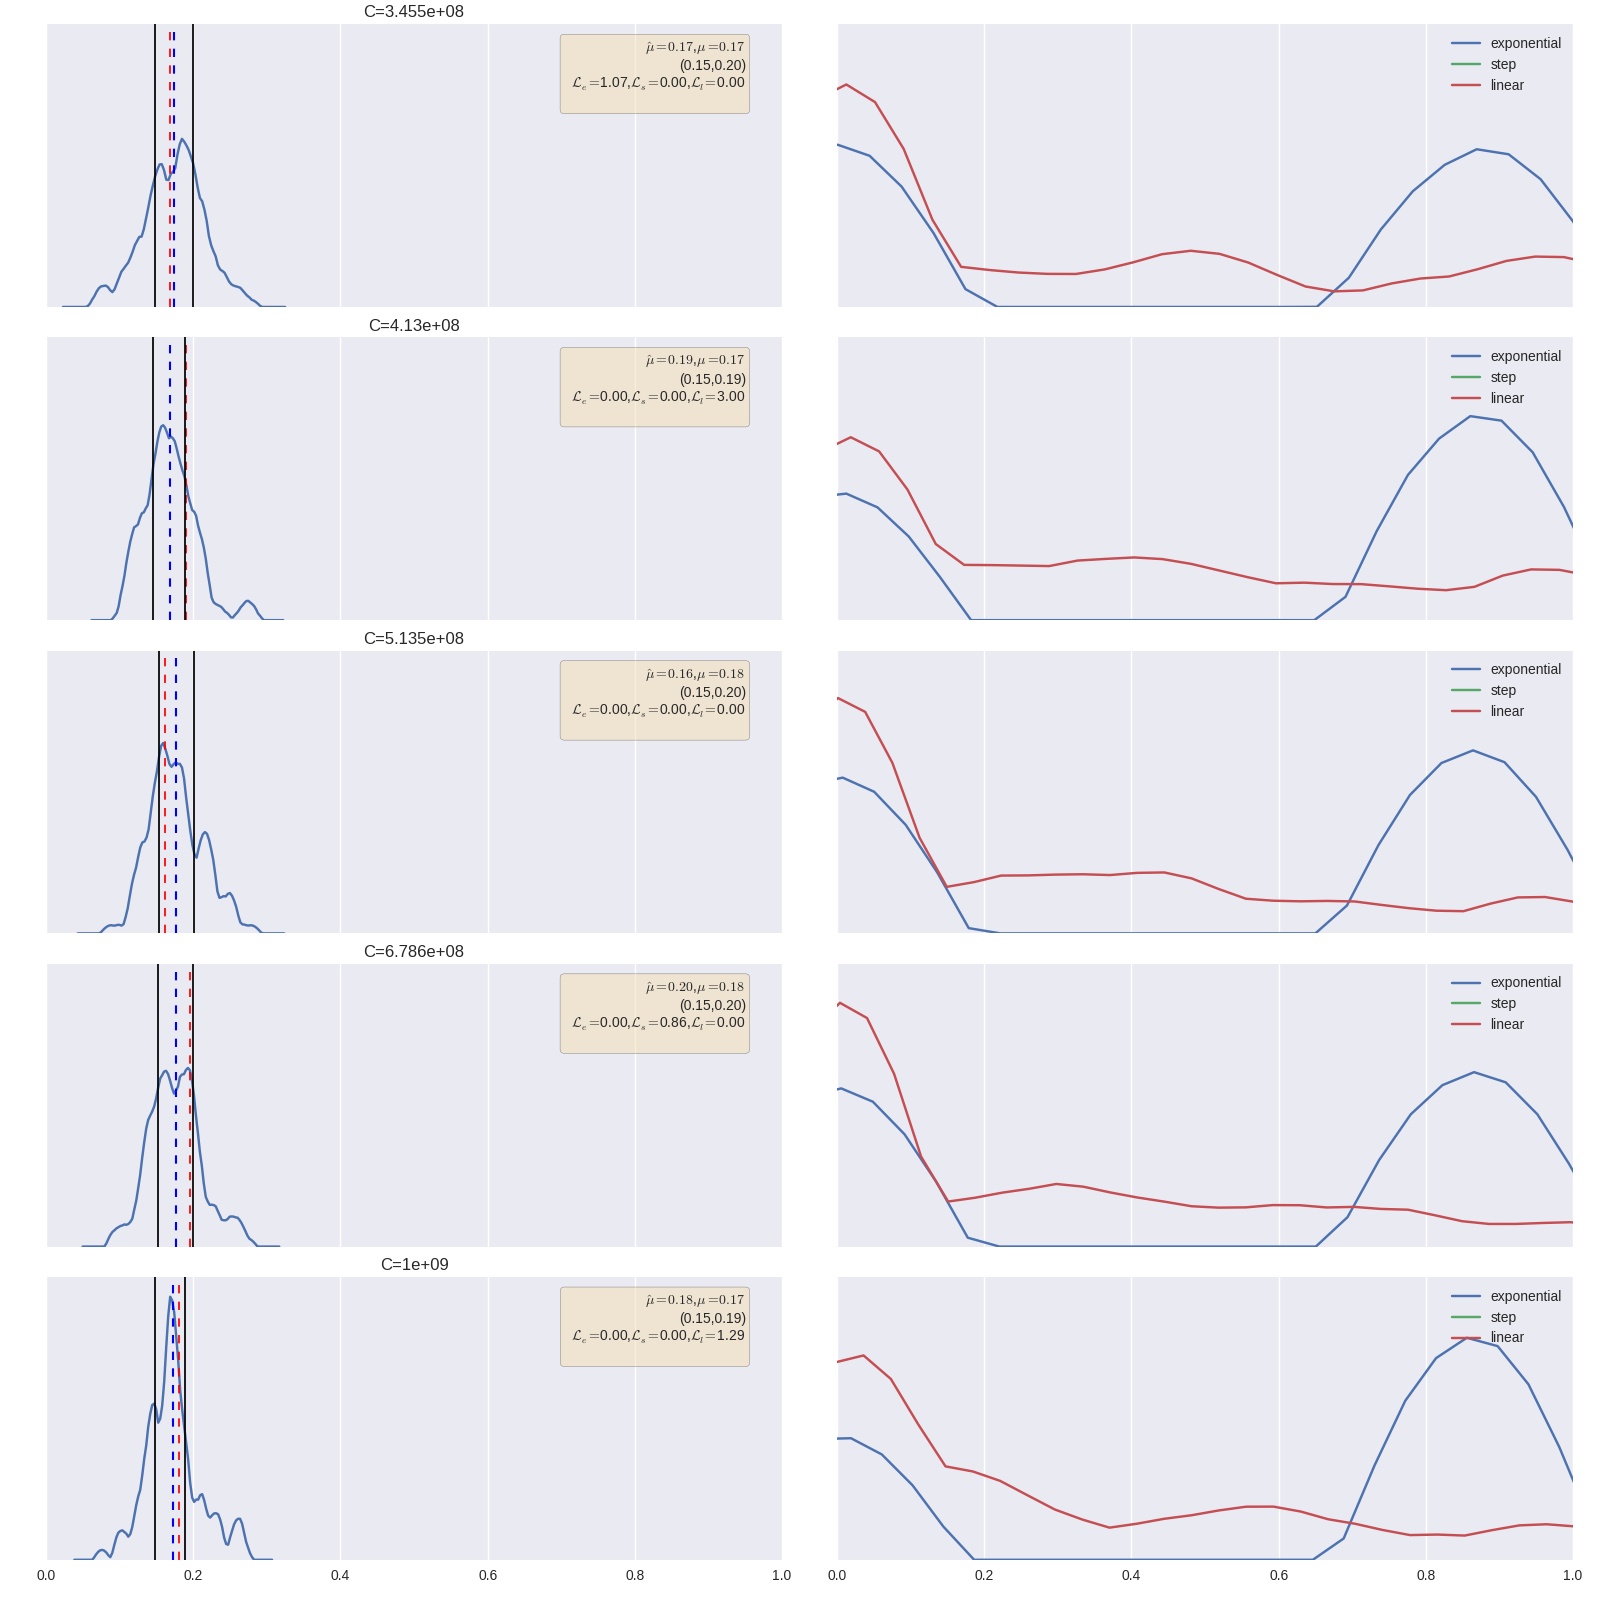 C=3.455e+08
μ̂=0.17,μ=0.17
(0.15,0.20)
ℒₑ=1.07,ℒₛ=0.00,ℒₗ=0.00
exponential
step
linear
C=4.13e+08
μ̂=0.19,μ=0.17
(0.15,0.19)
ℒₑ=0.00,ℒₛ=0.00,ℒₗ=3.00
exponential
step
linear
C=5.135e+08
μ̂=0.16,μ=0.18
(0.15,0.20)
ℒₑ=0.00,ℒₛ=0.00,ℒₗ=0.00
exponential
step
linear
C=6.786e+08
μ̂=0.20,μ=0.18
(0.15,0.20)
ℒₑ=0.00,ℒₛ=0.86,ℒₗ=0.00
exponential
step
linear
C=1e+09
μ̂=0.18,μ=0.17
(0.15,0.19)
ℒₑ=0.00,ℒₛ=0.00,ℒₗ=1.29
exponential
step
linear
0.0 0.2 0.4 0.6 0.8 1.0
0.0 0.2 0.4 0.6 0.8 1.0